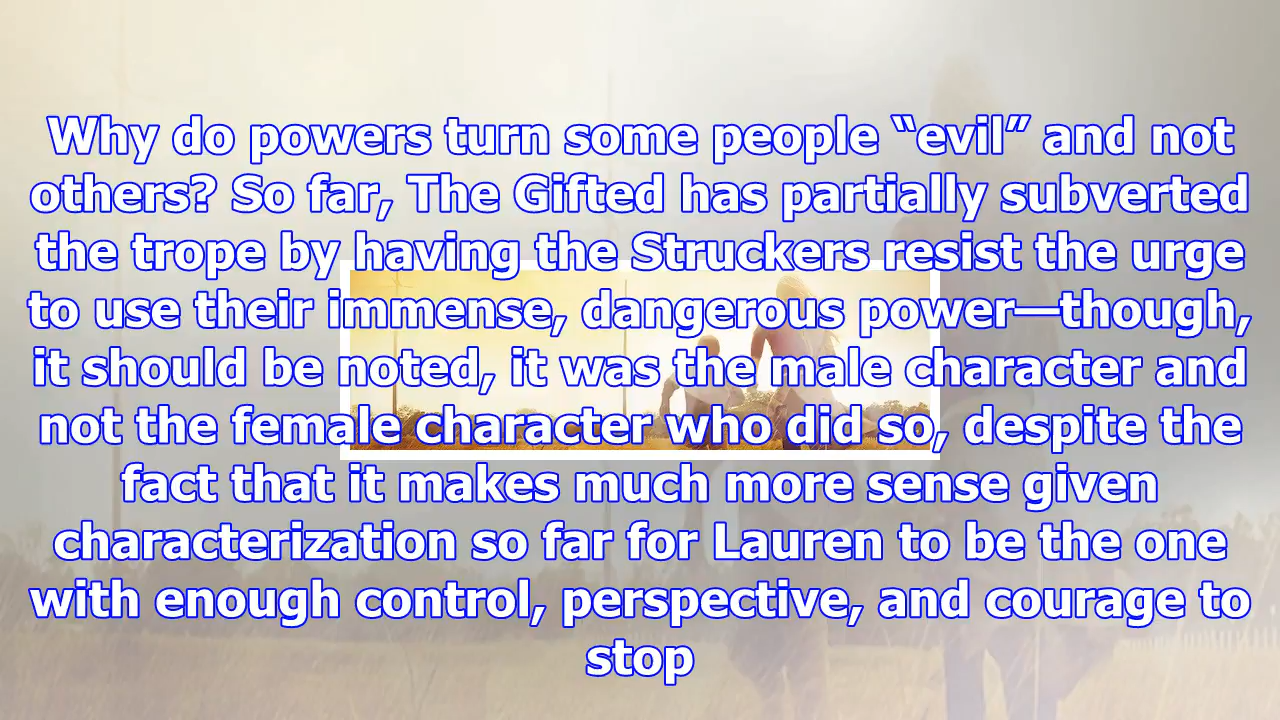 Why do powers turn some people “evil” and not
others? So far, The Gifted has partially subverted
the trope by having the Struckers resist the urge
to use their immense, dangerous power—though,
it should be noted, it was the male character and
not the female character who did so, despite the
fact that it makes much more sense given
characterization so far for Lauren to be the one
with enough control, perspective, and courage to
stop